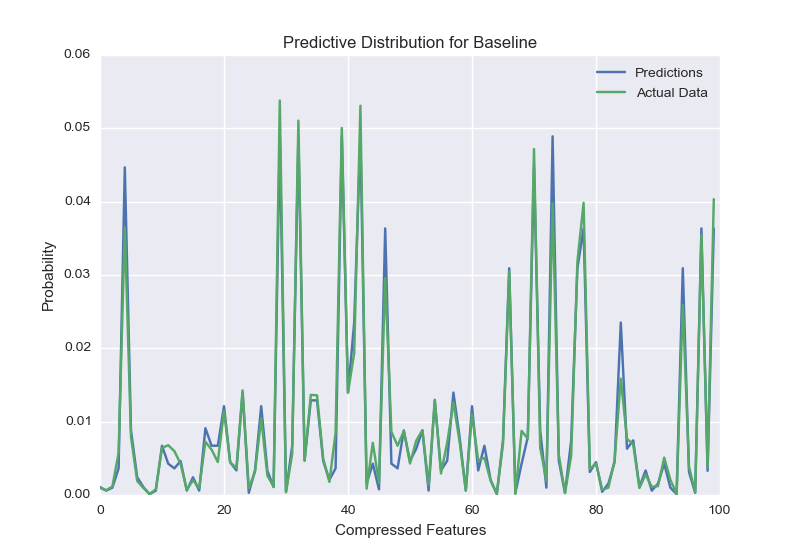 Predictive Distribution for Baseline
0.06
0.05
0.04
0.03
0.02
0.01
0.00
Probability
Predictions
Actual Data
0
20
40
60
80
100
Compressed Features